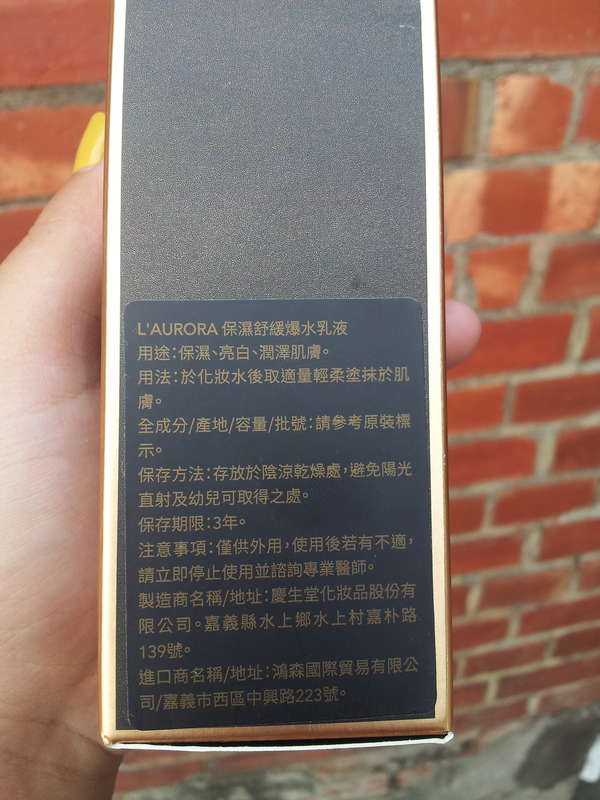 L'AURORA 保濕舒緩爆水乳液
用途:保濕、亮白、潤澤肌膚。
用法:於化妝水後取適量輕柔塗抹於肌
膚。
全成分/產地/容量/批號:請參考原裝標
示。
保存方法:存放於陰涼乾燥處,避免陽光
直射及幼兒可取得之處。
保存期限:3年。
注意事項:僅供外用,使用後若有不適,
請立即停止使用並諮詢專業醫師。
製造商名稱/地址:慶生堂化妝品股份有
限公司。嘉義縣水上鄉水上村嘉朴路
139號。
進口商名稱/地址:鴻森國際貿易有限公
司/嘉義市西區中興路223號。